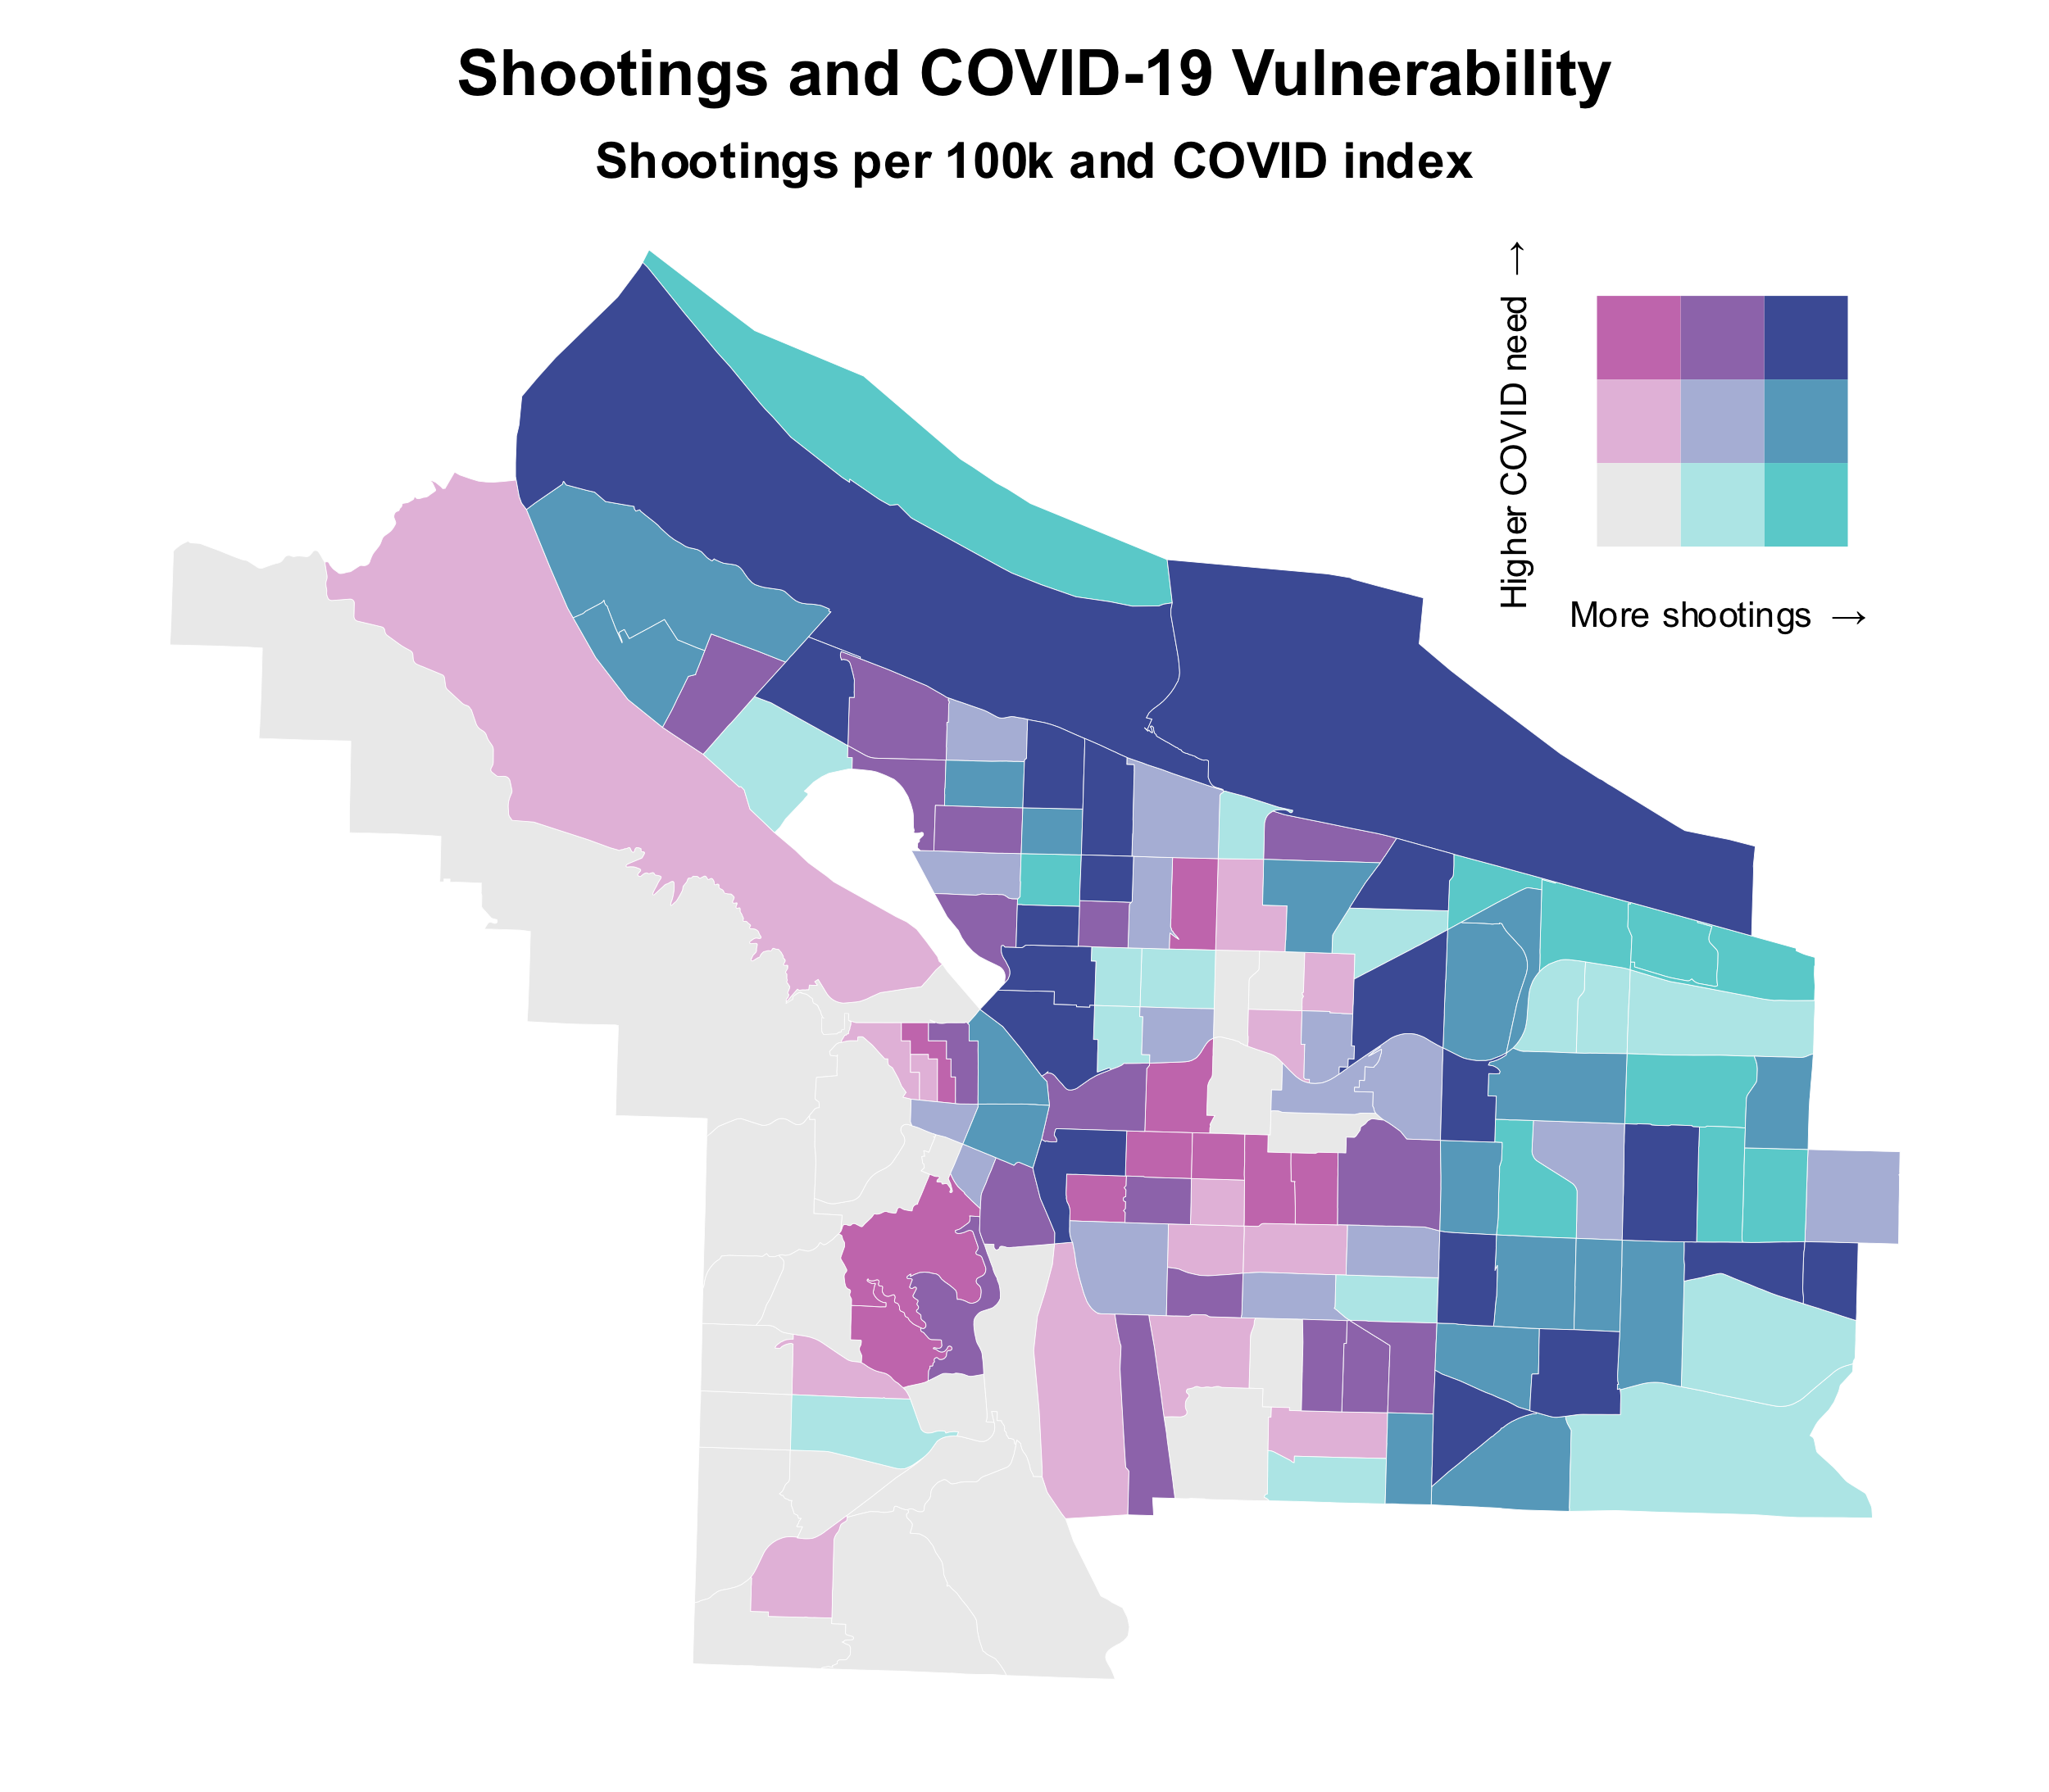 Shootings and COVID-19 Vulnerability
Shootings per 100k and COVID index
Higher COVID need →
More shootings →